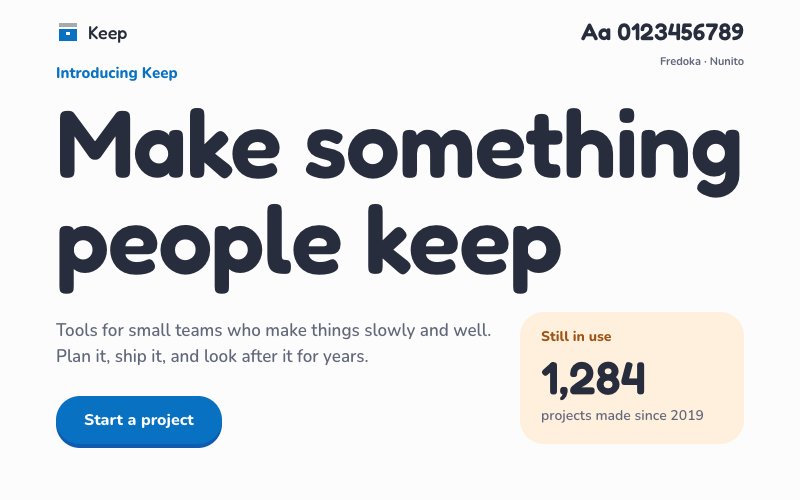 Keep
Aa 0123456789
Fredoka · Nunito
Introducing Keep
Make something
people keep
Tools for small teams who make things slowly and well.
Plan it, ship it, and look after it for years.
Start a project
Still in use
1,284
projects made since 2019